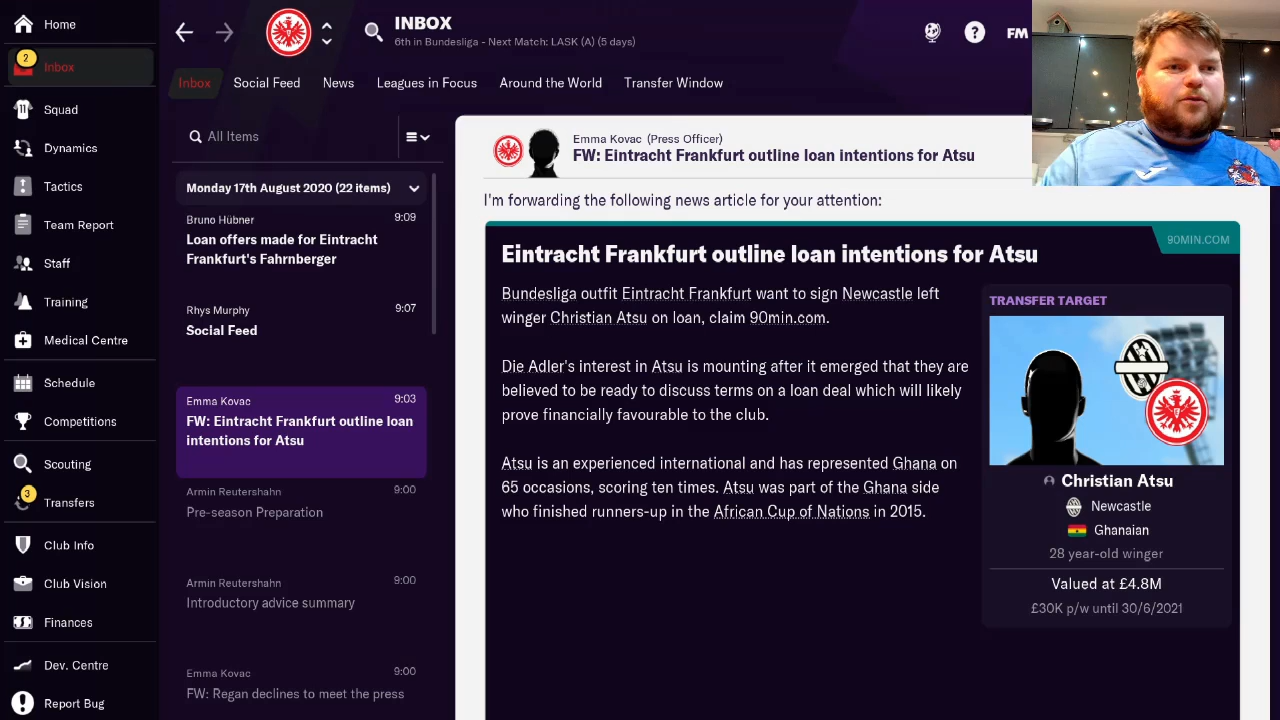 Home
2
Inbox
Squad
Dynamics
Tactics
Team Report
Staff
Training
Medical Centre
Schedule
Competitions
Scouting
3
Transfers
Club Info
Club Vision
Finances
Dev. Centre
Report Bug
INBOX
6th in Bundesliga - Next Match: LASK (A) (5 days)
?
FM
Inbox
Social Feed
News
Leagues in Focus
Around the World
Transfer Window
All Items
Monday 17th August 2020 (22 items)
Bruno Hübner 9:09
Loan offers made for Eintracht
Frankfurt's Fahrnberger
Rhys Murphy 9:07
Social Feed
Emma Kovac 9:03
FW: Eintracht Frankfurt outline loan
intentions for Atsu
Armin Reutershahn 9:00
Pre-season Preparation
Armin Reutershahn 9:00
Introductory advice summary
Emma Kovac 9:00
FW: Regan declines to meet the press
Emma Kovac (Press Officer)
FW: Eintracht Frankfurt outline loan intentions for Atsu
I'm forwarding the following news article for your attention:
90MIN.COM
Eintracht Frankfurt outline loan intentions for Atsu
Bundesliga outfit Eintracht Frankfurt want to sign Newcastle left
winger Christian Atsu on loan, claim 90min.com.
Die Adler's interest in Atsu is mounting after it emerged that they are
believed to be ready to discuss terms on a loan deal which will likely
prove financially favourable to the club.
Atsu is an experienced international and has represented Ghana on
65 occasions, scoring ten times. Atsu was part of the Ghana side
who finished runners-up in the African Cup of Nations in 2015.
TRANSFER TARGET
Christian Atsu
Newcastle
Ghanaian
28 year-old winger
Valued at £4.8M
£30K p/w until 30/6/2021